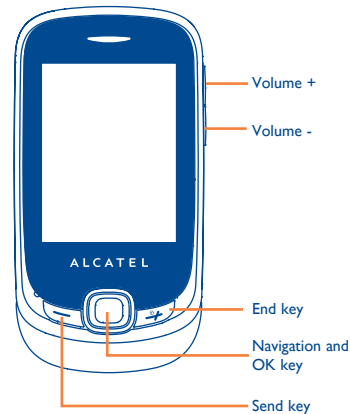 Volume +
Volume -
ALCATEL
End key
Navigation and
OK key
Send key